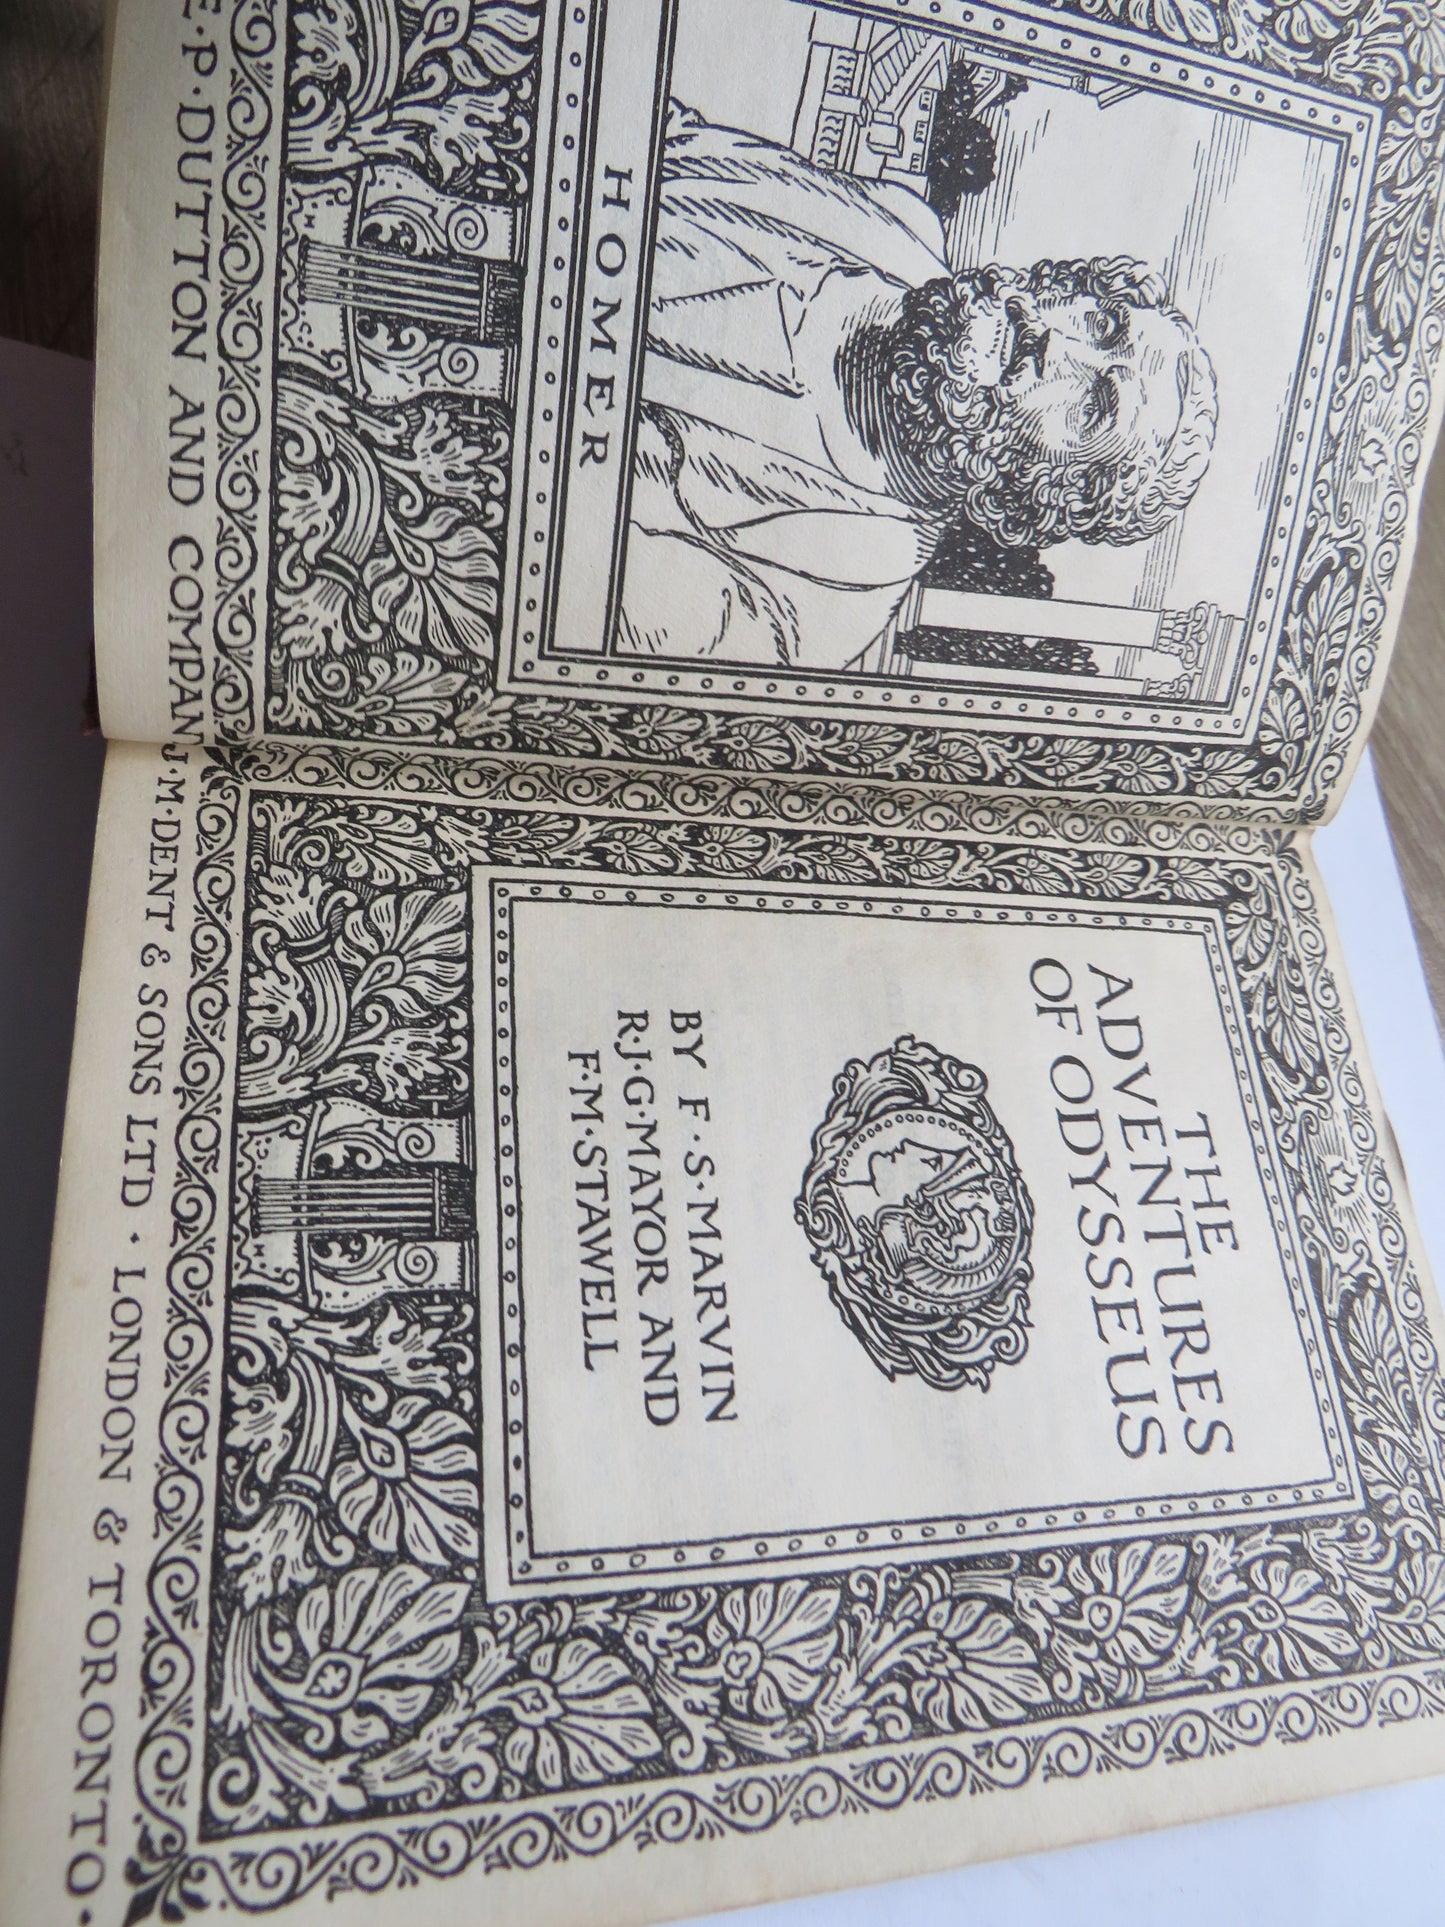 HOMER
E·P·DUTTON AND COMPAN
THE
ADVENTURES
OF ODYSSEUS
BY F·S·MARVIN
R·J·G·MAYOR AND
F·M·STAWELL
J·M·DENT & SONS LTD · LONDON & TORONTO·